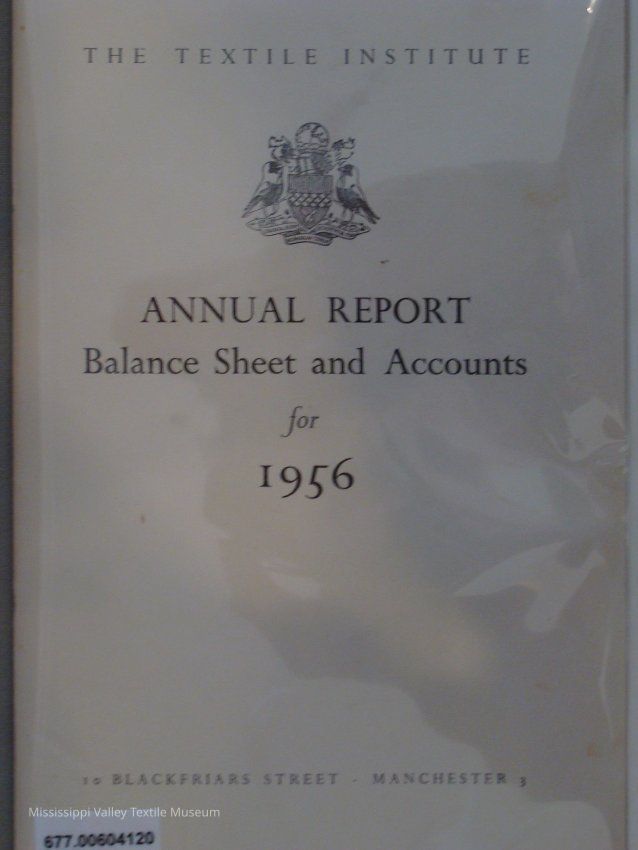 THE TEXTILE INSTITUTE
ANNUAL REPORT
Balance Sheet and Accounts
for
1956
10 BLACKFRIARS STREET - MANCHESTER 3
Mississippi Valley Textile Museum
677.00604120